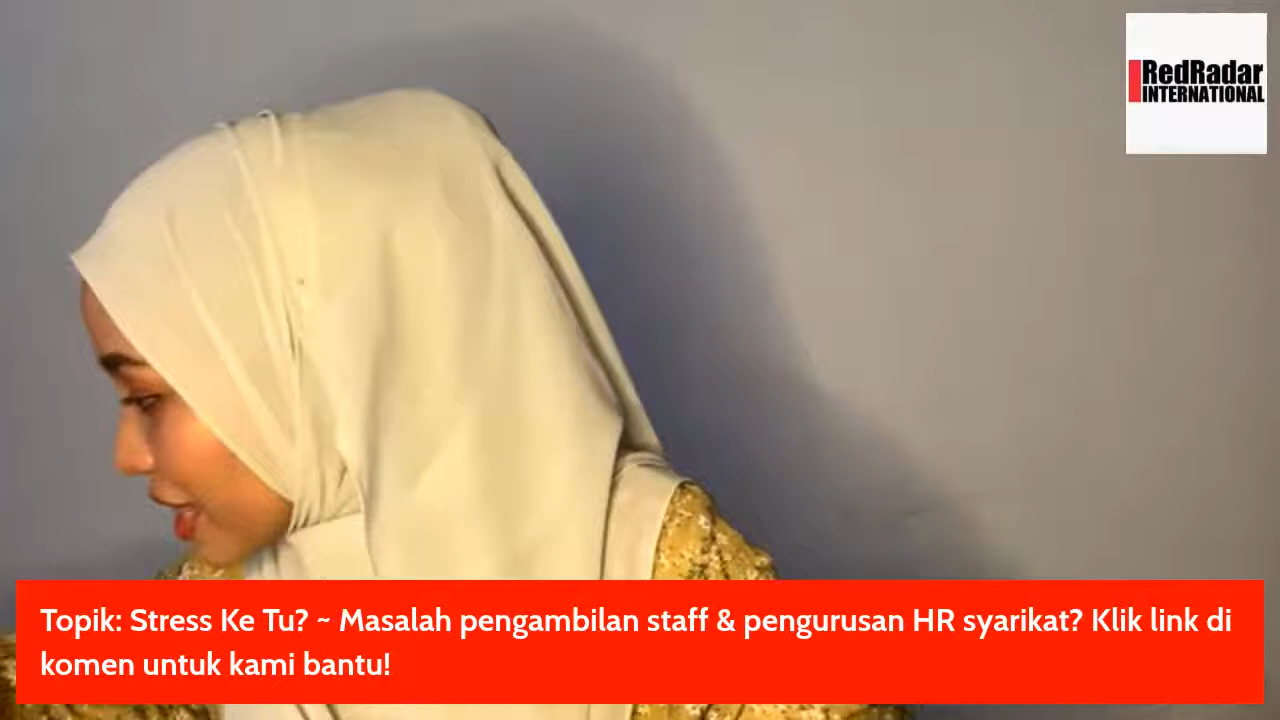 RedRadar
INTERNATIONAL
Topik: Stress Ke Tu? ~ Masalah pengambilan staff & pengurusan HR syarikat? Klik link di
komen untuk kami bantu!